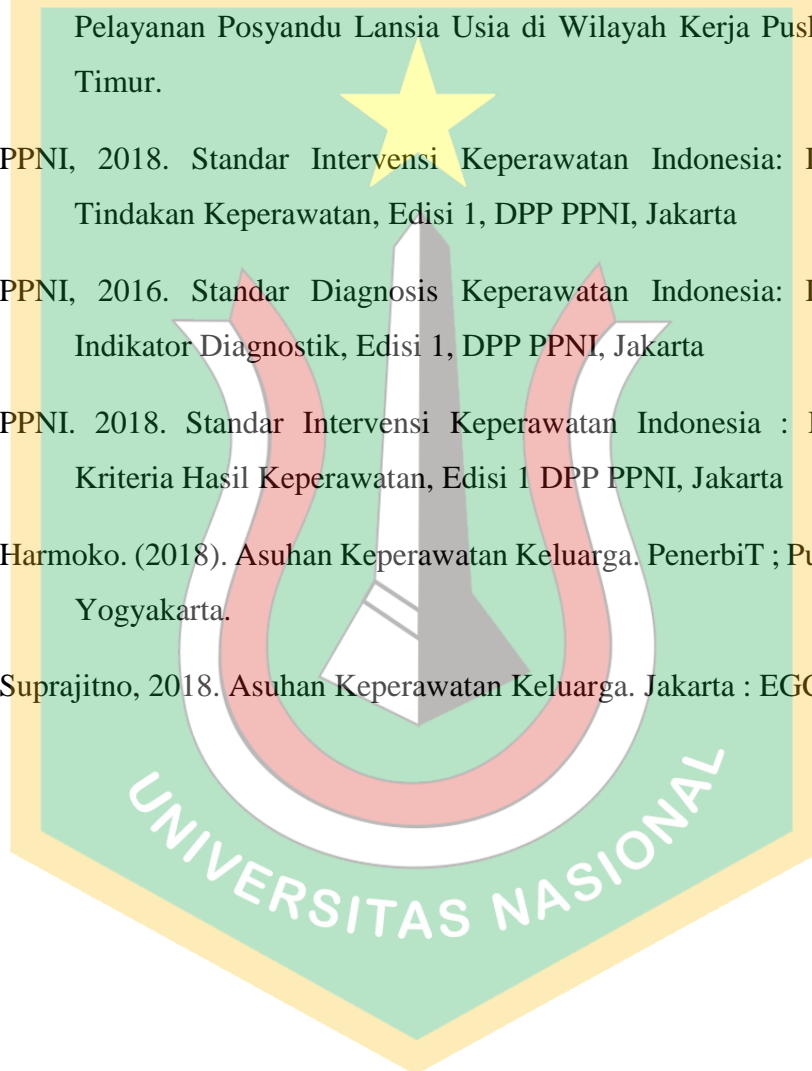 Pelayanan Posyandu Lansia Usia di Wilayah Kerja
Timur.
PPNI, 2018. Standar Intervensi Keperawatan Indonesia:
Tindakan Keperawatan, Edisi 1, DPP PPNI, Jakarta
PPNI, 2016. Standar Diagnosis Keperawatan Indonesia:
Indikator Diagnostik, Edisi 1, DPP PPNI, Jakarta
PPNI. 2018. Standar Intervensi Keperawatan Indonesia :
Kriteria Hasil Keperawatan, Edisi 1 DPP PPNI, Jakarta
Harmoko. (2018). Asuhan Keperawatan Keluarga. PenerbiT ;
Yogyakarta.
Suprajitno, 2018. Asuhan Keperawatan Keluarga. Jakarta : EGC
UNIVERSITAS NASIONAL